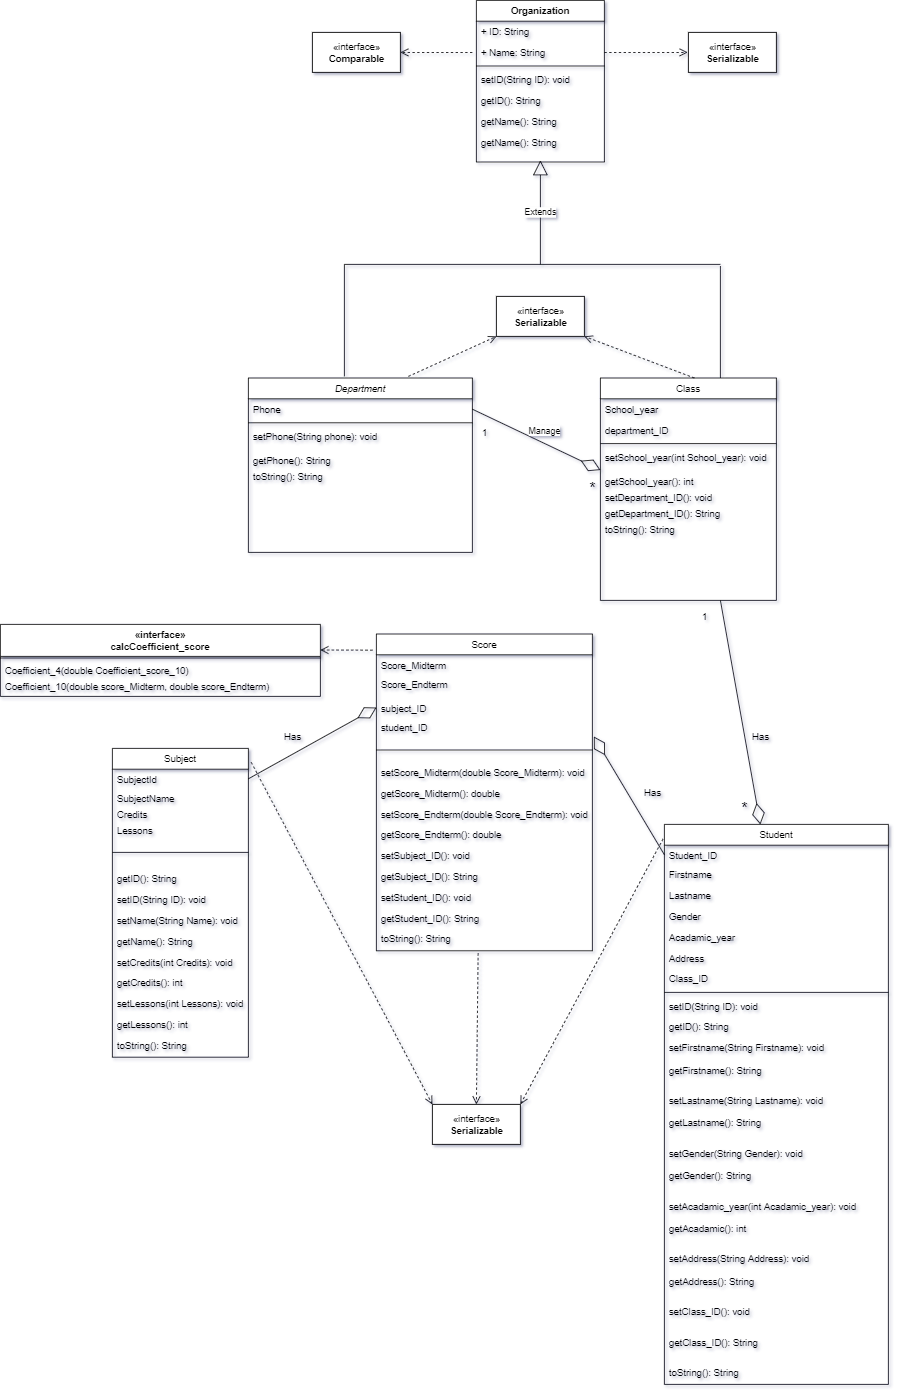 Organization
+ ID: String
+ Name: String
setID(String ID): void
getID(): String
getName(): String
getName(): String
«interface»
Comparable
«interface»
Serializable
Extends
«interface»
Serializable
Department
Phone
setPhone(String phone): void
getPhone(): String
toString(): String
1
Manage
*
Class
School_year
department_ID
setSchool_year(int School_year): void
getSchool_year(): int
setDepartment_ID(): void
getDepartment_ID(): String
toString(): String
1
Has
*
«interface»
calcCoefficient_score
Coefficient_4(double Coefficient_score_10)
Coefficient_10(double score_Midterm, double score_Endterm)
Score
Score_Midterm
Score_Endterm
subject_ID
student_ID
setScore_Midterm(double Score_Midterm): void
getScore_Midterm(): double
setScore_Endterm(double Score_Endterm): void
getScore_Endterm(): double
setSubject_ID(): void
getSubject_ID(): String
setStudent_ID(): void
getStudent_ID(): String
toString(): String
Has
Has
Subject
SubjectId
SubjectName
Credits
Lessons
getID(): String
setID(String ID): void
setName(String Name): void
getName(): String
setCredits(int Credits): void
getCredits(): int
setLessons(int Lessons): void
getLessons(): int
toString(): String
«interface»
Serializable
Student
Student_ID
Firstname
Lastname
Gender
Acadamic_year
Address
Class_ID
setID(String ID): void
getID(): String
setFirstname(String Firstname): void
getFirstname(): String
setLastname(String Lastname): void
getLastname(): String
setGender(String Gender): void
getGender(): String
setAcadamic_year(int Acadamic_year): void
getAcadamic(): int
setAddress(String Address): void
getAddress(): String
setClass_ID(): void
getClass_ID(): String
toString(): String